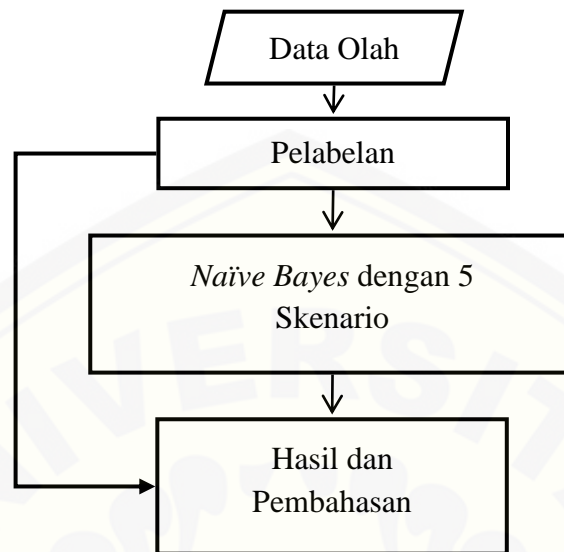 Data Olah
Pelabelan
Naïve Bayes dengan 5
Skenario
Hasil dan
Pembahasan